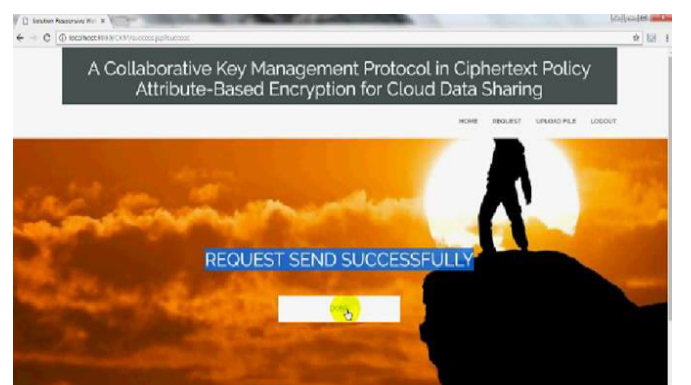 A Collaborative Key Management Protocol in Ciphertext Policy
Attribute-Based Encryption for Cloud Data Sharing
HOME REQUEST UPLOAD FILE LOGOUT
REQUEST SEND SUCCESSFULLY